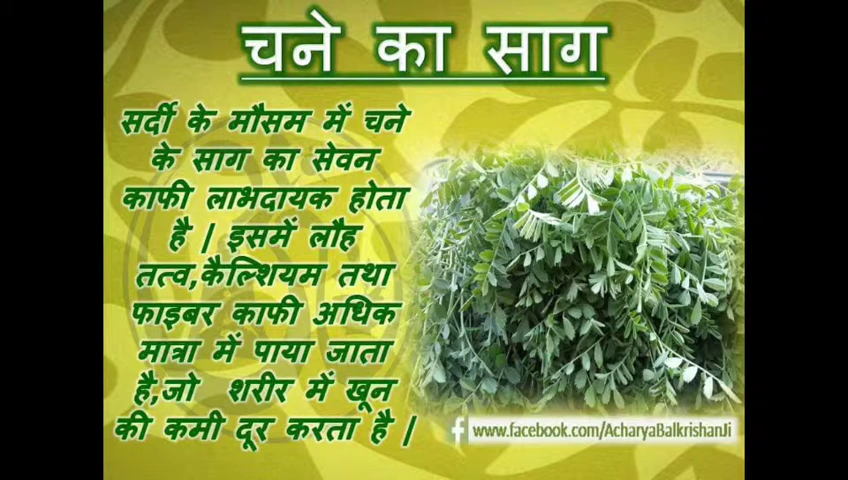 चने का साग
सर्दी के मौसम में चने
के साग का सेवन
काफी लाभदायक होता
है | इसमें लौह
तत्व,कैल्शियम तथा
फाइबर काफी अधिक
मात्रा में पाया जाता
है,जो शरीर में खून
की कमी दूर करता है |
f www.facebook.com/AcharyaBalkrishanJi